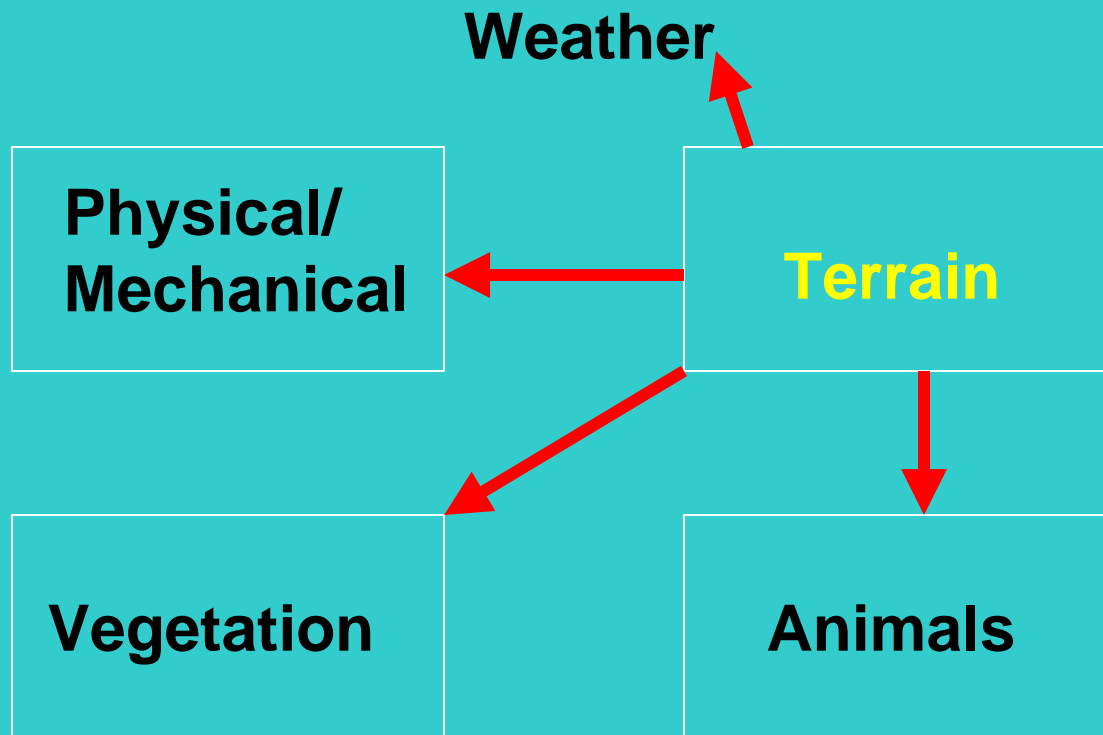 Weather
Physical/
Mechanical
Terrain
Vegetation
Animals